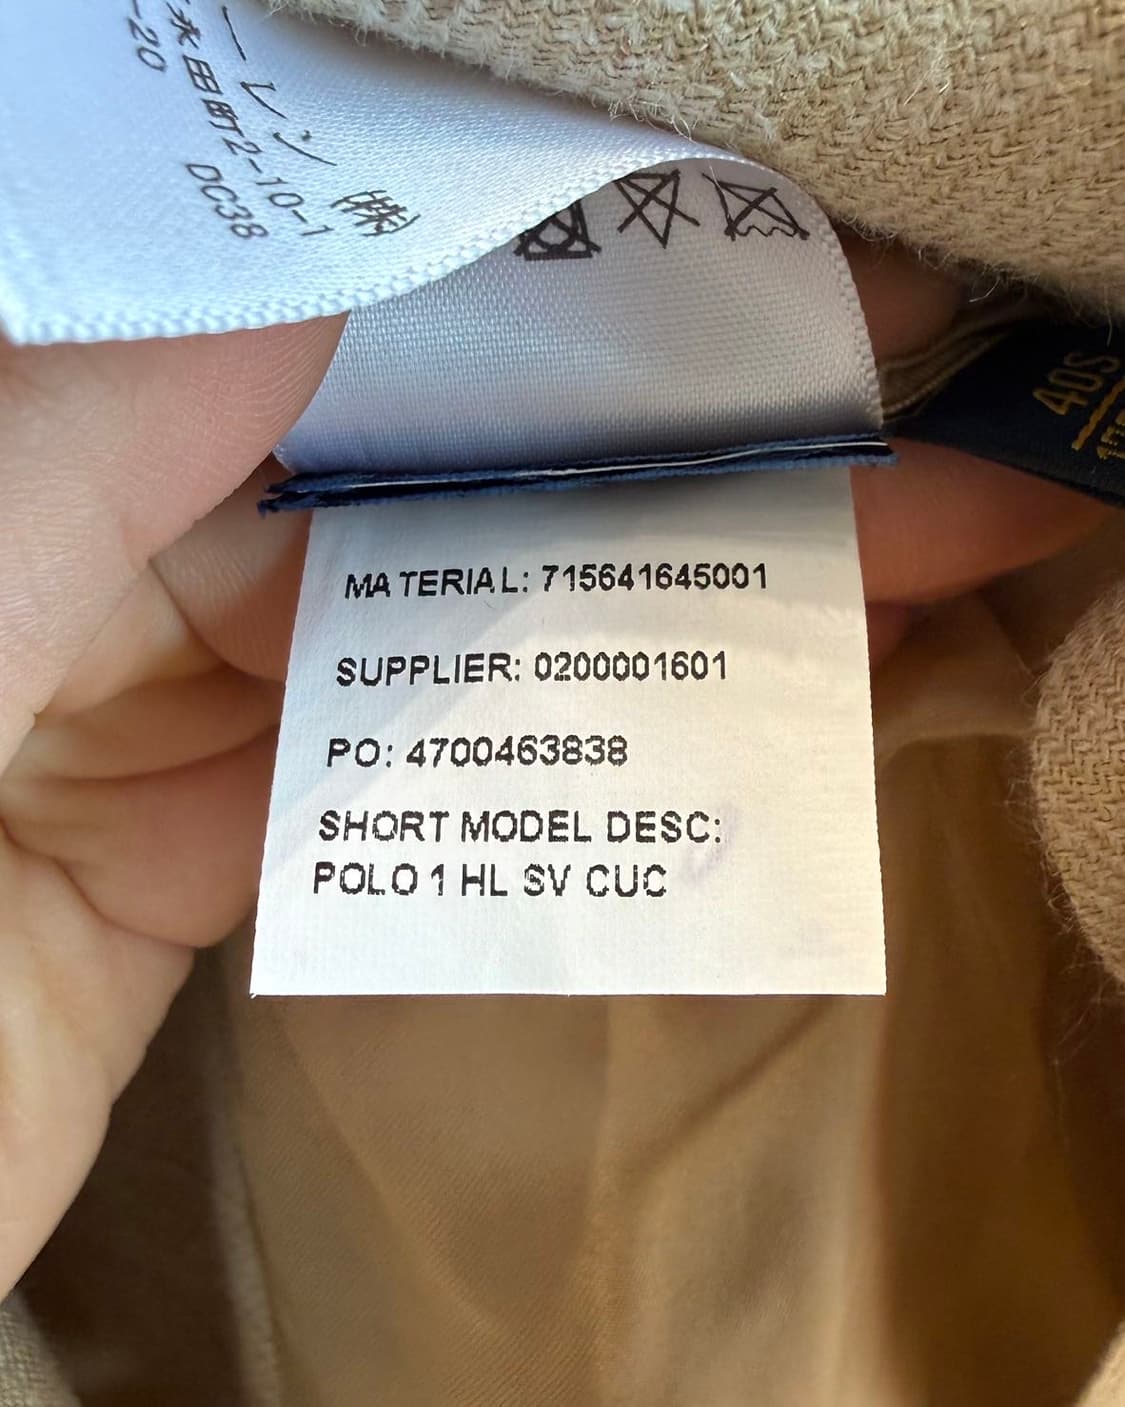 ーレン(株)
永田町2-10-1
-20
DC38
40S
MATERIAL: 715641645001
SUPPLIER: 0200001601
PO: 4700463838
SHORT MODEL DESC:
POLO 1 HL SV CUC